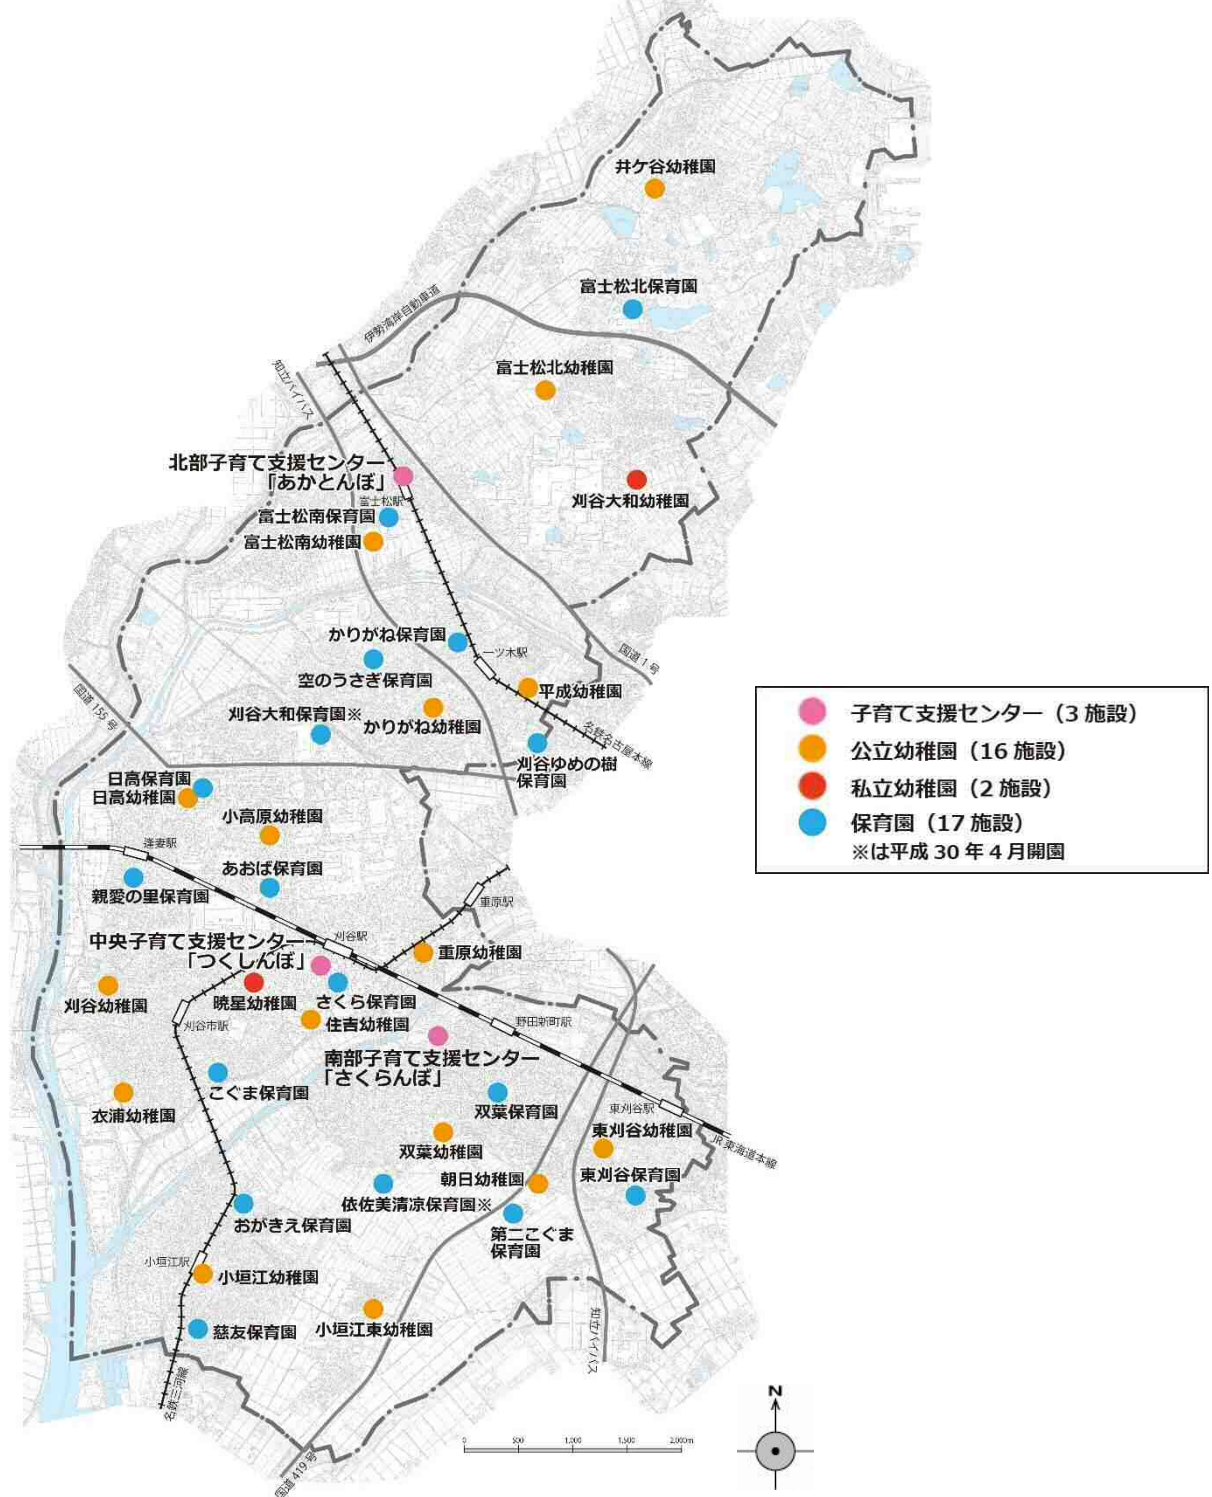 井ケ谷幼稚園
富士松北保育園
伊勢湾岸自動車道
富士松北幼稚園
知立バイパス
北部子育て支援センター
「あかとんぼ」
刈谷大和幼稚園
富士松駅
富士松南保育園
富士松南幼稚園
かりがね保育園
一ツ木駅
国道1号
空のうさぎ保育園
平成幼稚園
国道155号
刈谷大和保育園※
かりがね幼稚園
名鉄名古屋本線
刈谷ゆめの樹
保育園
日高保育園
日高幼稚園
小高原幼稚園
逢妻駅
あおば保育園
親愛の里保育園
重原駅
刈谷駅
中央子育て支援センター
「つくしんぼ」
重原幼稚園
刈谷幼稚園
暁星幼稚園
さくら保育園
刈谷市駅
住吉幼稚園
野田新町駅
南部子育て支援センター
「さくらんぼ」
こぐま保育園
衣浦幼稚園
双葉保育園
東刈谷駅
東刈谷幼稚園
JR東海道本線
双葉幼稚園
朝日幼稚園
東刈谷保育園
依佐美清凉保育園※
おがきえ保育園
第二こぐま
保育園
小垣江駅
小垣江幼稚園
慈友保育園
小垣江東幼稚園
知立バイパス
名鉄三河線
国道419号
子育て支援センター（3施設）
公立幼稚園（16施設）
私立幼稚園（2施設）
保育園（17施設）
※は平成30年4月開園
0 500 1,000 1,500 2,000m
N